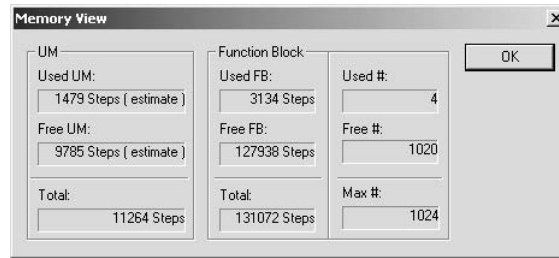 Memory View
UM
Used UM:
1479 Steps ( estimate )
Free UM:
9785 Steps ( estimate )
Total:
11264 Steps
Function Block
Used FB:
3134 Steps
Free FB:
127938 Steps
Total:
131072 Steps
Used #:
4
Free #:
1020
Max #:
1024
OK